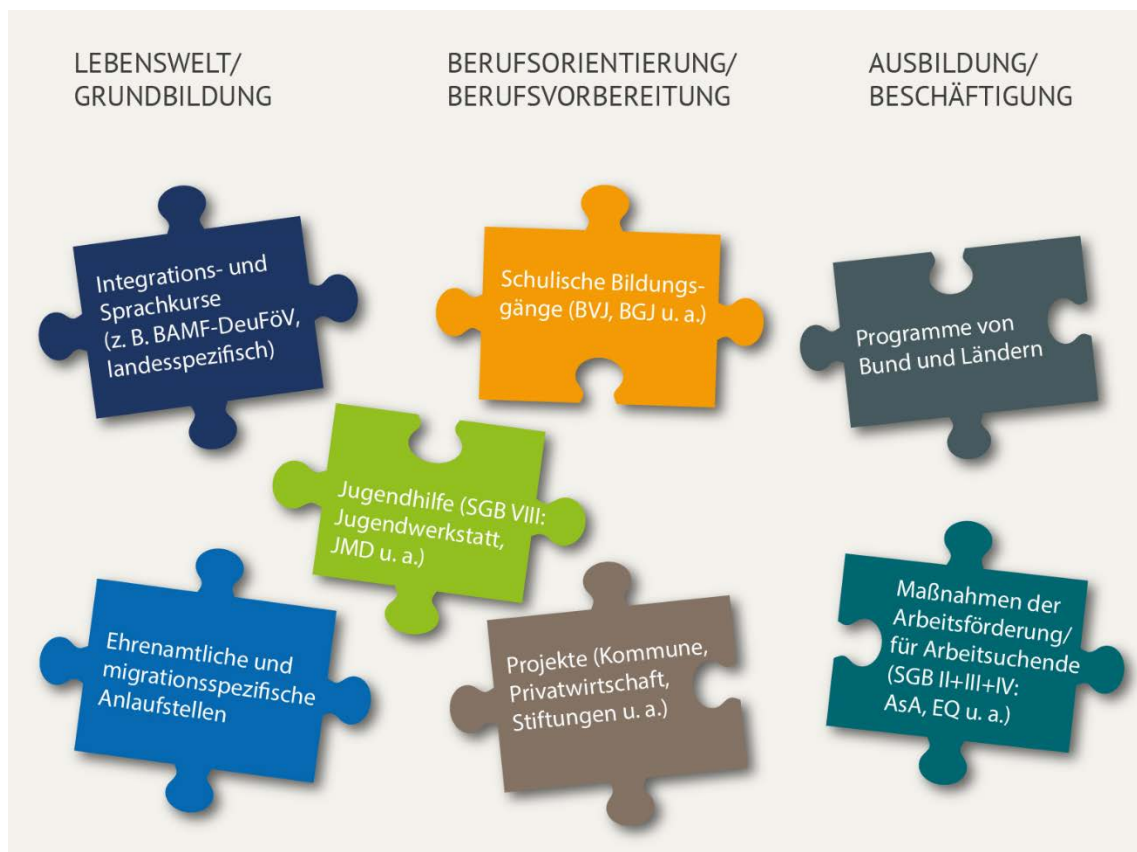 LEBENSWELT/
GRUNDBILDUNG
BERUFSORIENTIERUNG/
BERUFSVORBEREITUNG
AUSBILDUNG/
BESCHÄFTIGUNG
Integrations- und
Sprachkurse
(z. B. BAMF-DeuFöV,
landesspezifisch)
Schulische Bildungs-
gänge (BVJ, BGJ u. a.)
Programme von
Bund und Ländern
Jugendhilfe (SGB VIII:
Jugendwerkstatt,
JMD u. a.)
Ehrenamtliche und
migrationsspezifische
Anlaufstellen
Projekte (Kommune,
Privatwirtschaft,
Stiftungen u. a.)
Maßnahmen der
Arbeitsförderung/
für Arbeitsuchende
(SGB II+III+IV:
AsA, EQ u. a.)